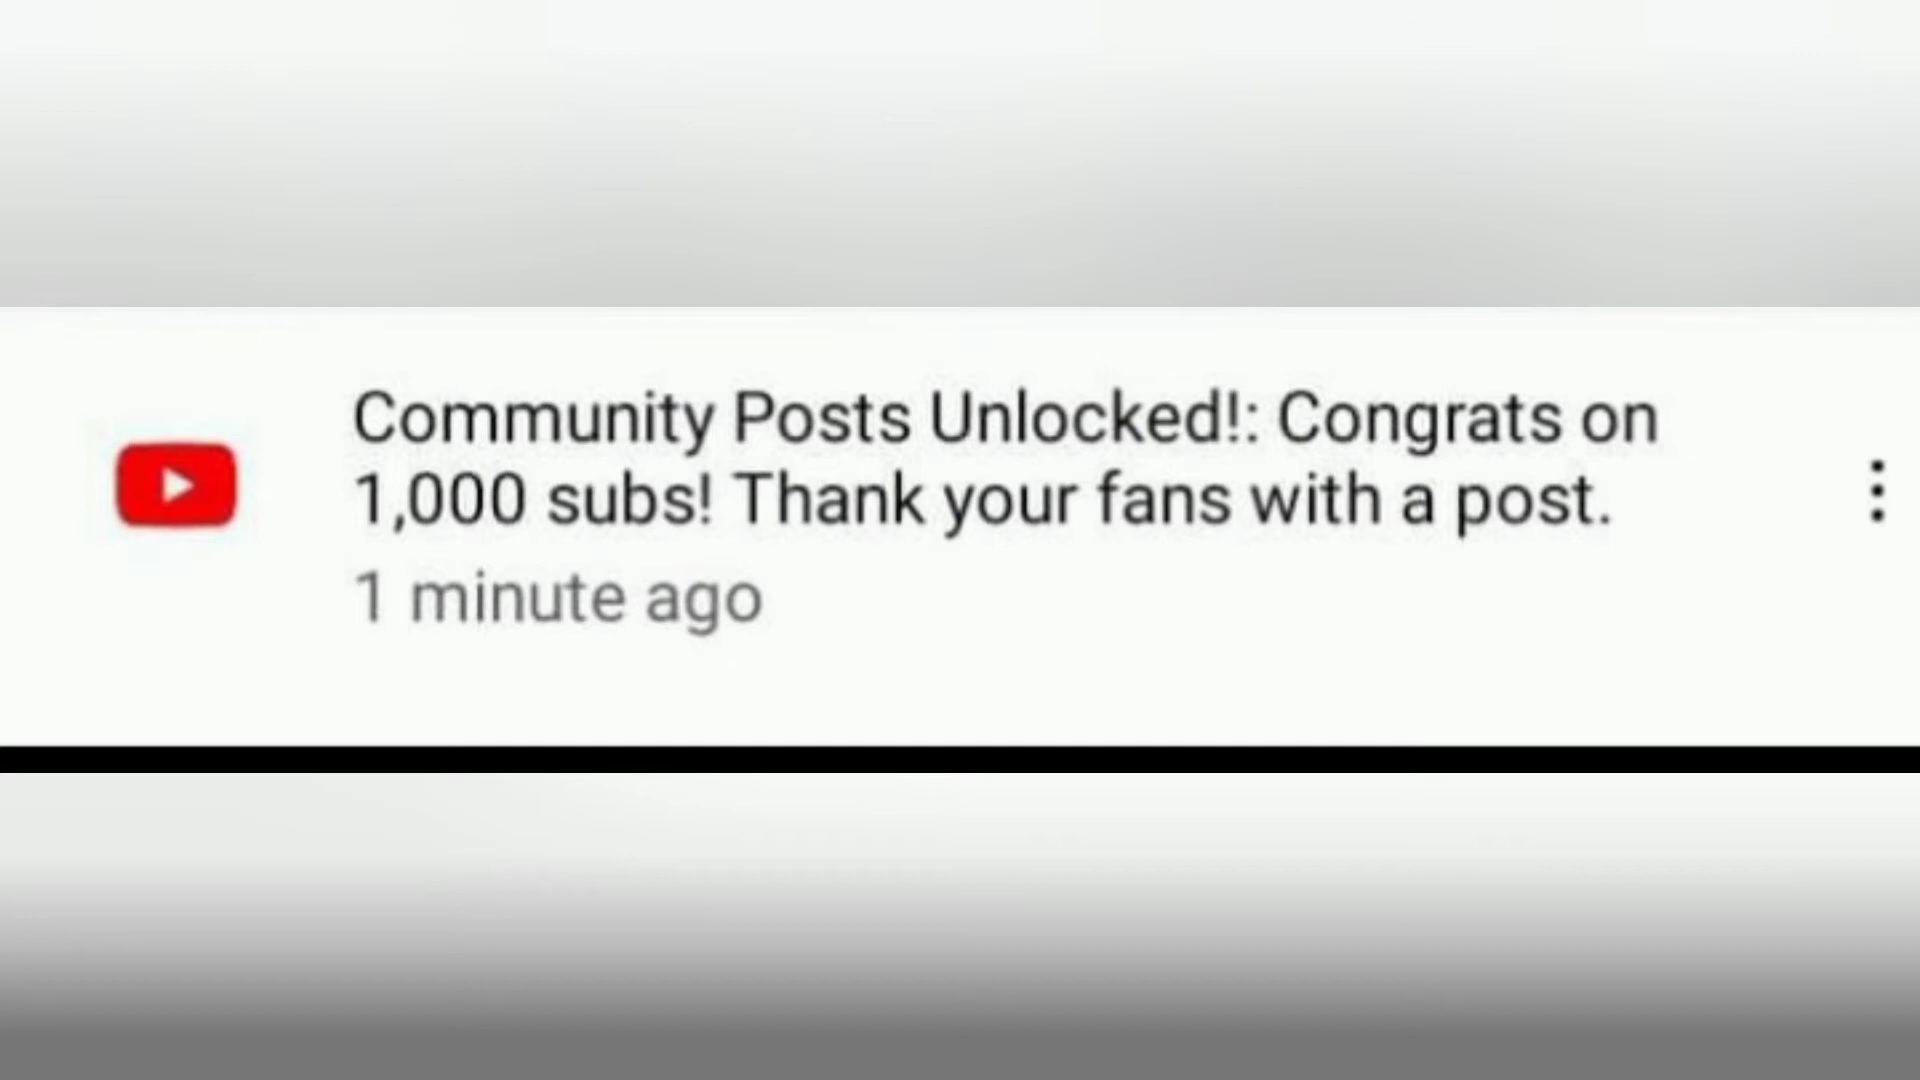 Community Posts Unlocked!: Congrats on
1,000 subs! Thank your fans with a post.
1 minute ago